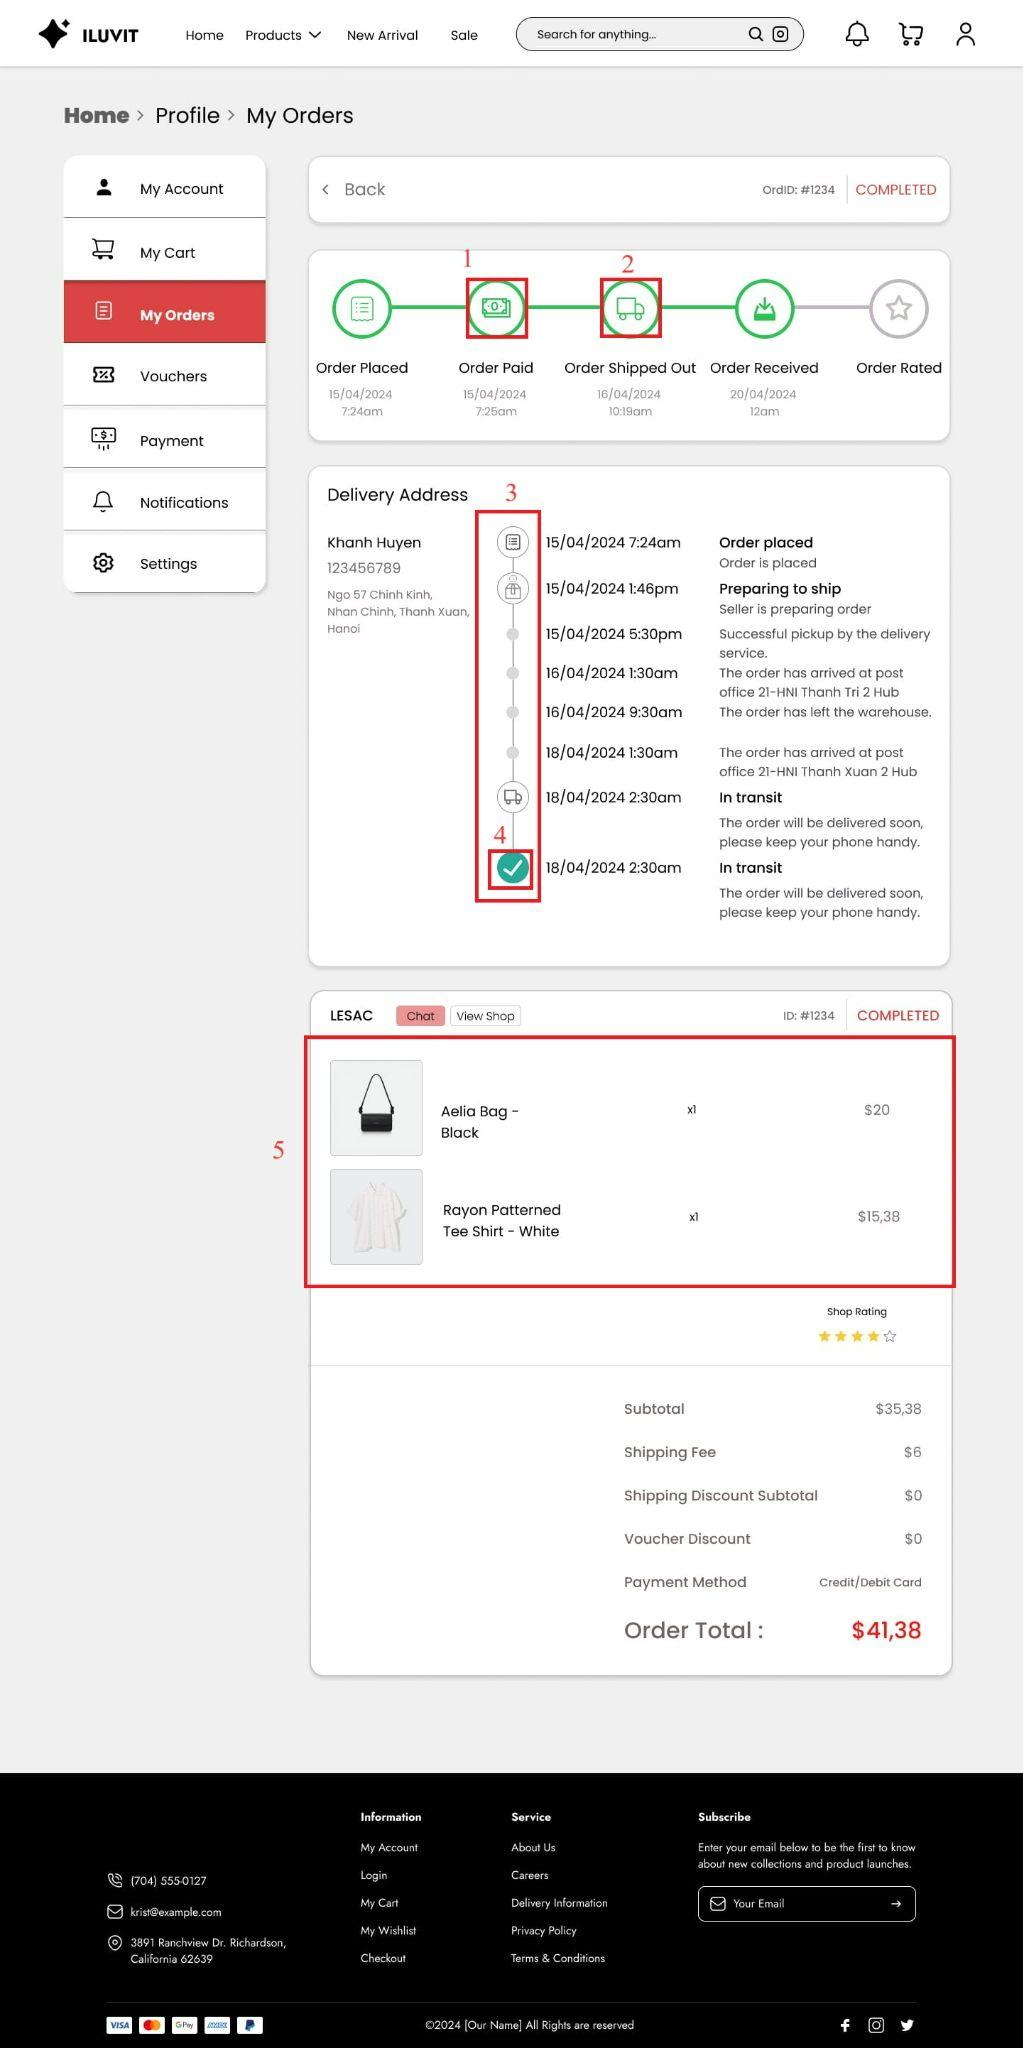 ILUVIT
Home Products New Arrival Sale Search for anything...
Home > Profile > My Orders
My Account
My Cart
My Orders
Vouchers
Payment
Notifications
Settings
< Back OrdID: #1234 COMPLETED
1 2
Order Placed Order Paid Order Shipped Out Order Received Order Rated
15/04/2024 15/04/2024 16/04/2024 20/04/2024
7:24am 7:25am 10:19am 12am
Delivery Address
3
Khanh Huyen
123456789
Ngo 57 Chinh Kinh,
Nhan Chinh, Thanh Xuan,
Hanoi
15/04/2024 7:24am Order placed
Order is placed
15/04/2024 1:46pm Preparing to ship
Seller is preparing order
15/04/2024 5:30pm Successful pickup by the delivery
service.
16/04/2024 1:30am The order has arrived at post
office 21-HNI Thanh Tri 2 Hub
16/04/2024 9:30am The order has left the warehouse.
18/04/2024 1:30am The order has arrived at post
office 21-HNI Thanh Xuan 2 Hub
18/04/2024 2:30am In transit
The order will be delivered soon,
please keep your phone handy.
4
18/04/2024 2:30am In transit
The order will be delivered soon,
please keep your phone handy.
LESAC Chat View Shop ID: #1234 COMPLETED
5
Aelia Bag -
Black
x1 $20
Rayon Patterned
Tee Shirt - White
x1 $15,38
Shop Rating
Subtotal $35,38
Shipping Fee $6
Shipping Discount Subtotal $0
Voucher Discount $0
Payment Method Credit/Debit Card
Order Total : $41,38
(704) 555-0127
krist@example.com
3891 Ranchview Dr. Richardson,
California 62639
Information
My Account
Login
My Cart
My Wishlist
Checkout
Service
About Us
Careers
Delivery Information
Privacy Policy
Terms & Conditions
Subscribe
Enter your email below to be the first to know
about new collections and product launches.
Your Email
VISA G Pay AMEX
©2024 [Our Name] All Rights are reserved